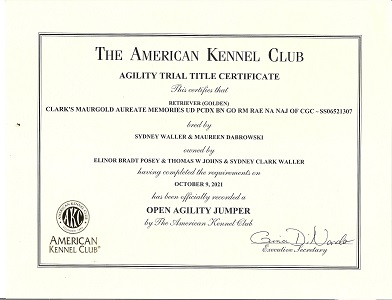 THE AMERICAN KENNEL CLUB
AGILITY TRIAL TITLE CERTIFICATE
This certifies that
RETRIEVER (GOLDEN)
CLARK'S MAURGOLD AUREATE MEMORIES UD PCDX BN GO RM RAE NA NAJ OF CGC - SS06521307
bred by
SYDNEY WALLER & MAUREEN DABROWSKI
owned by
ELINOR BRADT POSEY & THOMAS W JOHNS & SYDNEY CLARK WALLER
having completed the requirements on
OCTOBER 9, 2021
has been officially recorded a
OPEN AGILITY JUMPER
by The American Kennel Club
AKC
AMERICAN
KENNEL CLUB
Executive Secretary